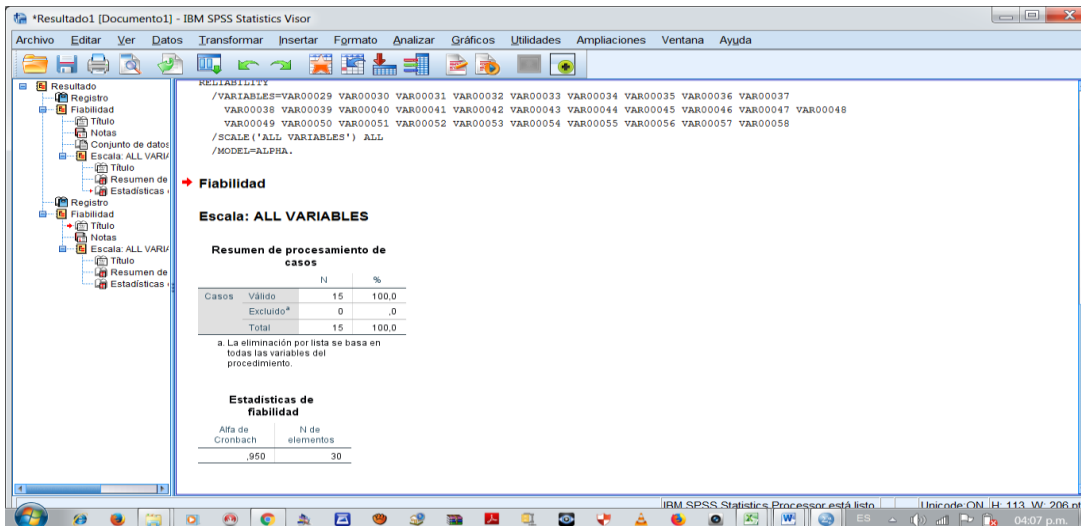 *Resultado1 [Documento1] - IBM SPSS Statistics Visor
Archivo Editar Ver Datos Transformar Insertar Formato Analizar Gráficos Utilidades Ampliaciones Ventana Ayuda
Resultado
Registro
Fiabilidad
Título
Notas
Conjunto de datos
Escala: ALL VARIA
Título
Resumen de
Estadísticas
Registro
Fiabilidad
Título
Notas
Escala: ALL VARIA
Título
Resumen de
Estadísticas
RELIABILITY
/VARIABLES=VAR00029 VAR00030 VAR00031 VAR00032 VAR00033 VAR00034 VAR00035 VAR00036 VAR00037
VAR00038 VAR00039 VAR00040 VAR00041 VAR00042 VAR00043 VAR00044 VAR00045 VAR00046 VAR00047 VAR00048
VAR00049 VAR00050 VAR00051 VAR00052 VAR00053 VAR00054 VAR00055 VAR00056 VAR00057 VAR00058
/SCALE('ALL VARIABLES') ALL
/MODEL=ALPHA.
Fiabilidad
Escala: ALL VARIABLES
Resumen de procesamiento de
casos
N %
Casos Válido 15 100,0
Excluido^a 0 ,0
Total 15 100,0
a. La eliminación por lista se basa en
todas las variables del
procedimiento.
Estadísticas de
fiabilidad
Alfa de Cronbach N de elementos
,950 30
IBM SPSS Statistics Processor está listo Unicode:ON H: 113, W: 206 pt
ES 04:07 p.m.